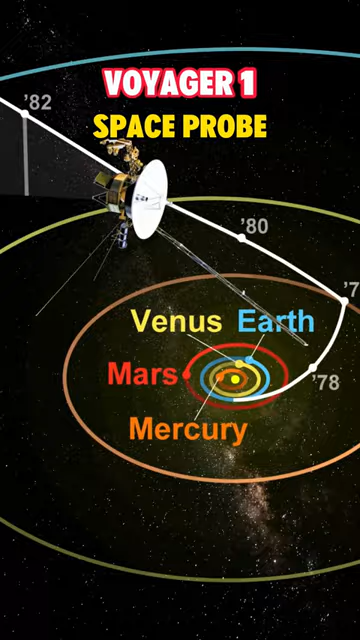 VOYAGER 1
SPACE PROBE
'82
'80
Venus Earth
Mars
'78
Mercury